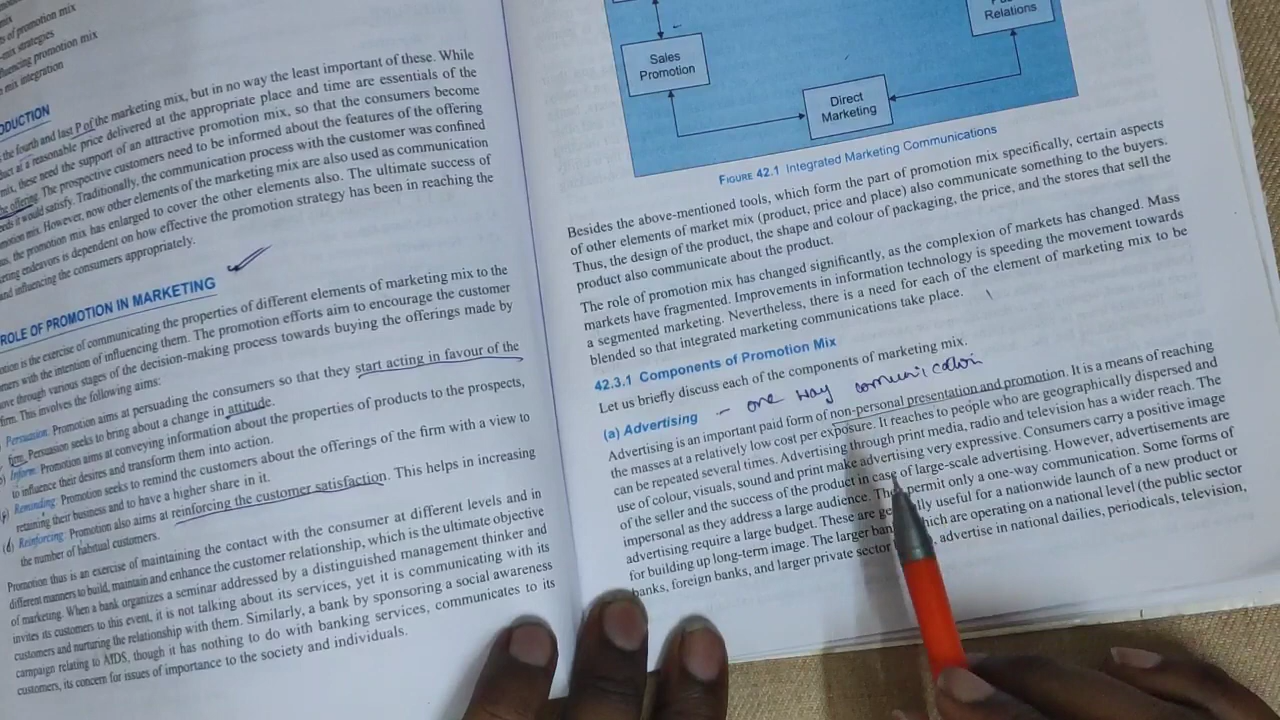 s of promotion mix
mix
-mix strategies
fluencing promotion mix
n mix integration
ODUCTION
the fourth and last P of the marketing mix, but in no way the least important of these. While
duct at a reasonable price delivered at the appropriate place and time are essentials of the
mix, these need the support of an attractive promotion mix, so that the consumers become
the offering. The prospective customers need to be informed about the features of the offering
eeds it would satisfy. Traditionally, the communication process with the customer was confined
motion mix. However, now other elements of the marketing mix are also used as communication
us, the promotion mix has enlarged to cover the other elements also. The ultimate success of
eting endeavors is dependent on how effective the promotion strategy has been in reaching the
and influencing the consumers appropriately.
ROLE OF PROMOTION IN MARKETING
otion is the exercise of communicating the properties of different elements of marketing mix to the
omers with the intention of influencing them. The promotion efforts aim to encourage the customer
ove through various stages of the decision-making process towards buying the offerings made by
firm. This involves the following aims:
Persuasion: Promotion aims at persuading the consumers so that they start acting in favour of the
firm. Persuasion seeks to bring about a change in attitude.
Inform: Promotion aims at conveying information about the properties of products to the prospects,
to influence their desires and transform them into action.
Reminding: Promotion seeks to remind the customers about the offerings of the firm with a view to
retaining their business and to have a higher share in it.
(d) Reinforcing: Promotion also aims at reinforcing the customer satisfaction. This helps in increasing
the number of habitual customers.
Promotion thus is an exercise of maintaining the contact with the consumer at different levels and in
different manners to build, maintain and enhance the customer relationship, which is the ultimate objective
of marketing. When a bank organizes a seminar addressed by a distinguished management thinker and
invites its customers to this event, it is not talking about its services, yet it is communicating with its
customers and nurturing the relationship with them. Similarly, a bank by sponsoring a social awareness
campaign relating to AIDS, though it has nothing to do with banking services, communicates to its
customers, its concern for issues of importance to the society and individuals.
Relations
Sales
Promotion
Direct
Marketing
FIGURE 42.1 Integrated Marketing Communications
Besides the above-mentioned tools, which form the part of promotion mix specifically, certain aspects
of other elements of market mix (product, price and place) also communicate something to the buyers.
Thus, the design of the product, the shape and colour of packaging, the price, and the stores that sell the
product also communicate about the product.
The role of promotion mix has changed significantly, as the complexion of markets has changed. Mass
markets have fragmented. Improvements in information technology is speeding the movement towards
a segmented marketing. Nevertheless, there is a need for each of the element of marketing mix to be
blended so that integrated marketing communications take place.
42.3.1 Components of Promotion Mix
Let us briefly discuss each of the components of marketing mix.
(a) Advertising - one way comunication
Advertising is an important paid form of non-personal presentation and promotion. It is a means of reaching
the masses at a relatively low cost per exposure. It reaches to people who are geographically dispersed and
can be repeated several times. Advertising through print media, radio and television has a wider reach. The
use of colour, visuals, sound and print make advertising very expressive. Consumers carry a positive image
of the seller and the success of the product in case of large-scale advertising. However, advertisements are
impersonal as they address a large audience. They permit only a one-way communication. Some forms of
advertising require a large budget. These are useful for a nationwide launch of a new product or
for building up long-term image. The larger which are operating on a national level (the public sector
banks, foreign banks, and larger private sector advertise in national dailies, periodicals, television,